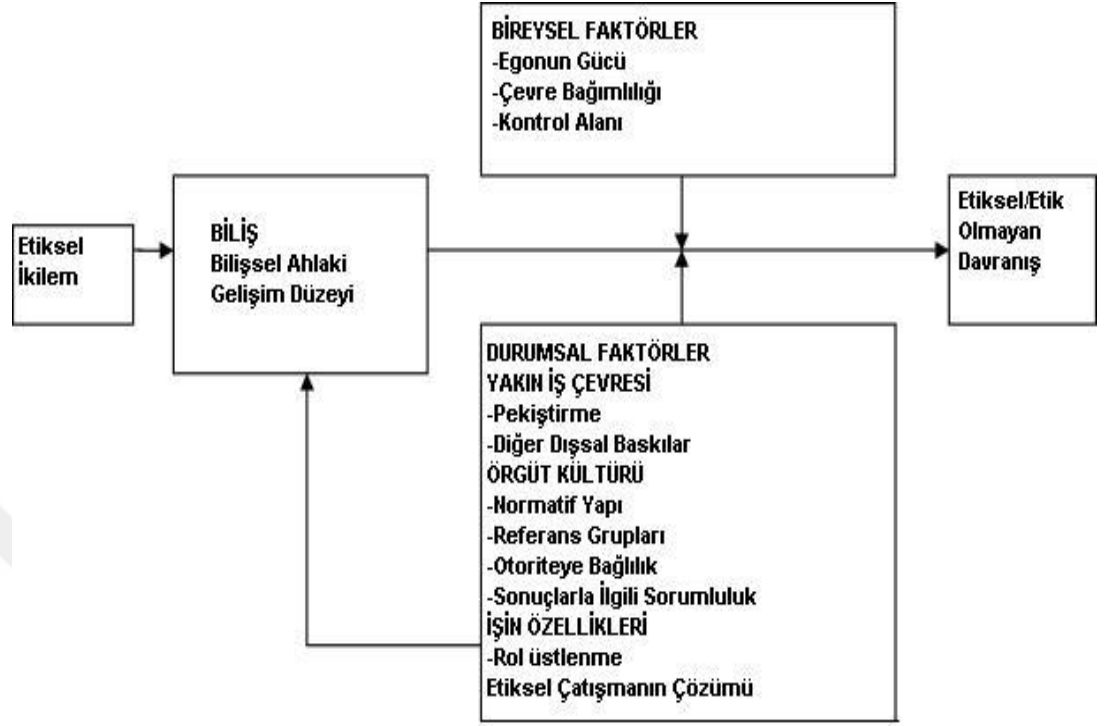 BİREYSEL FAKTÖRLER
-Egonun Gücü
-Çevre Bağımlılığı
-Kontrol Alanı
Etiksel
İkilem
BİLİŞ
Bilişsel Ahlaki
Gelişim Düzeyi
Etiksel/Etik
Olmayan
Davranış
DURUMSAL FAKTÖRLER
YAKIN İŞ ÇEVRESİ
-Pekiştirme
-Diğer Dışsal Baskılar
ÖRGÜT KÜLTÜRÜ
-Normatif Yapı
-Referans Grupları
-Otoriteye Bağlılık
-Sonuçlarla İlgili Sorumluluk
İŞİN ÖZELLİKLERİ
-Rol üstlenme
Etiksel Çatışmanın Çözümü